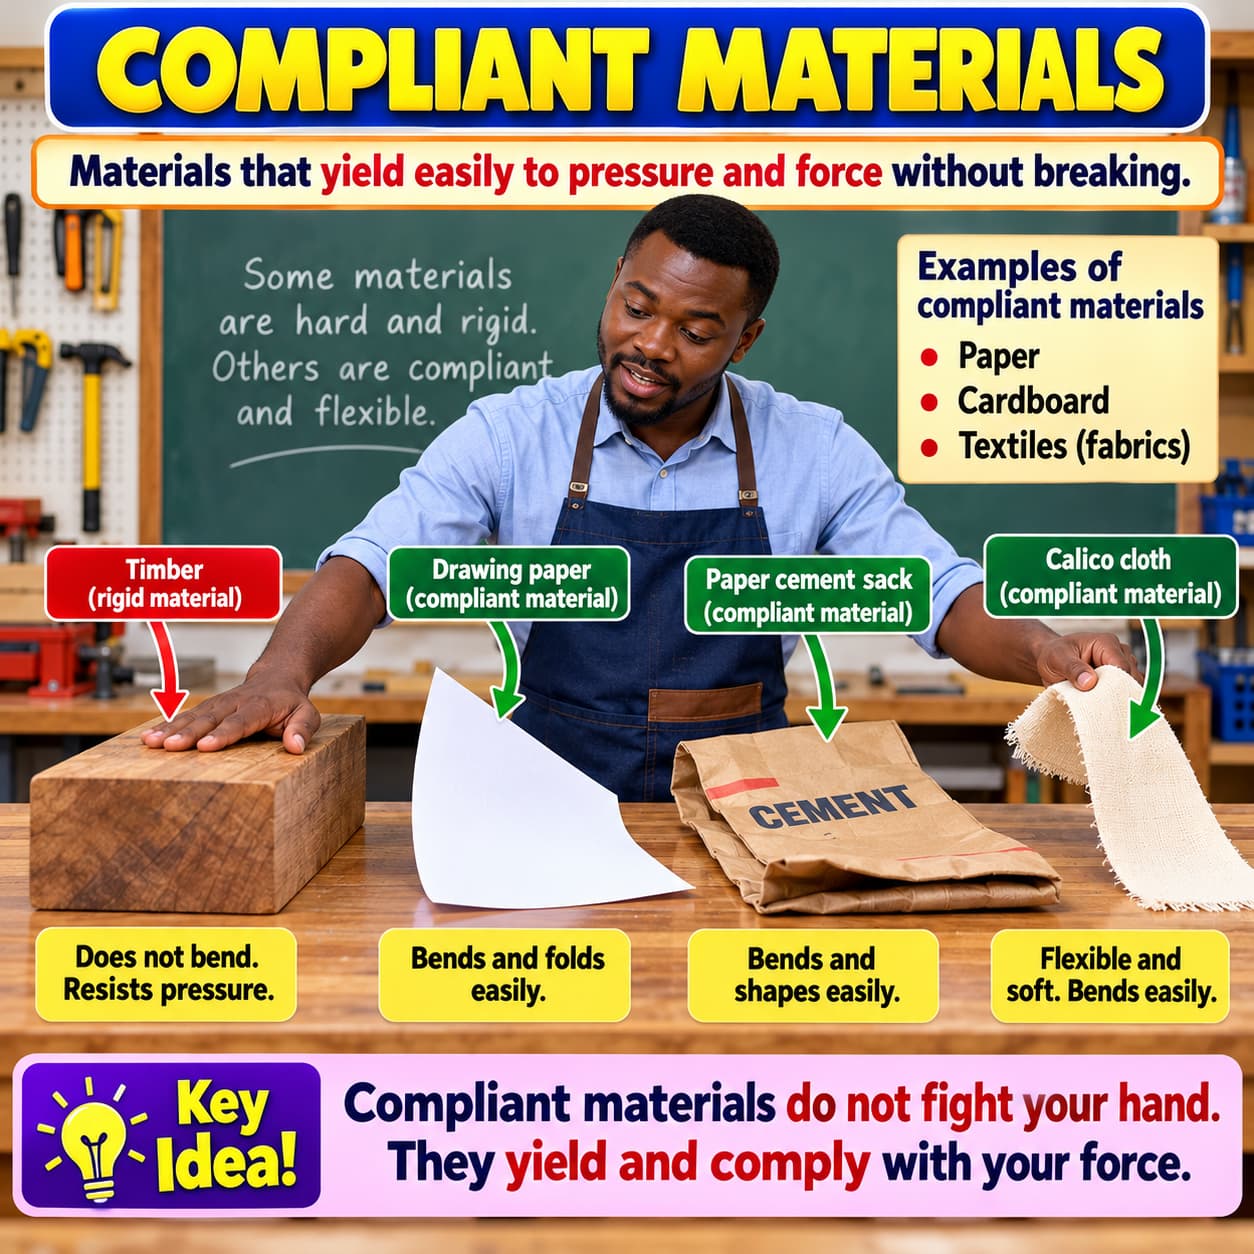 COMPLIANT MATERIALS
Materials that yield easily to pressure and force without breaking.
Some materials
are hard and rigid.
Others are compliant
and flexible.
Examples of
compliant materials
• Paper
• Cardboard
• Textiles (fabrics)
Timber
(rigid material)
Drawing paper
(compliant material)
Paper cement sack
(compliant material)
Calico cloth
(compliant material)
CEMENT
Does not bend.
Resists pressure.
Bends and folds
easily.
Bends and
shapes easily.
Flexible and
soft. Bends easily.
Key
Idea!
Compliant materials do not fight your hand.
They yield and comply with your force.